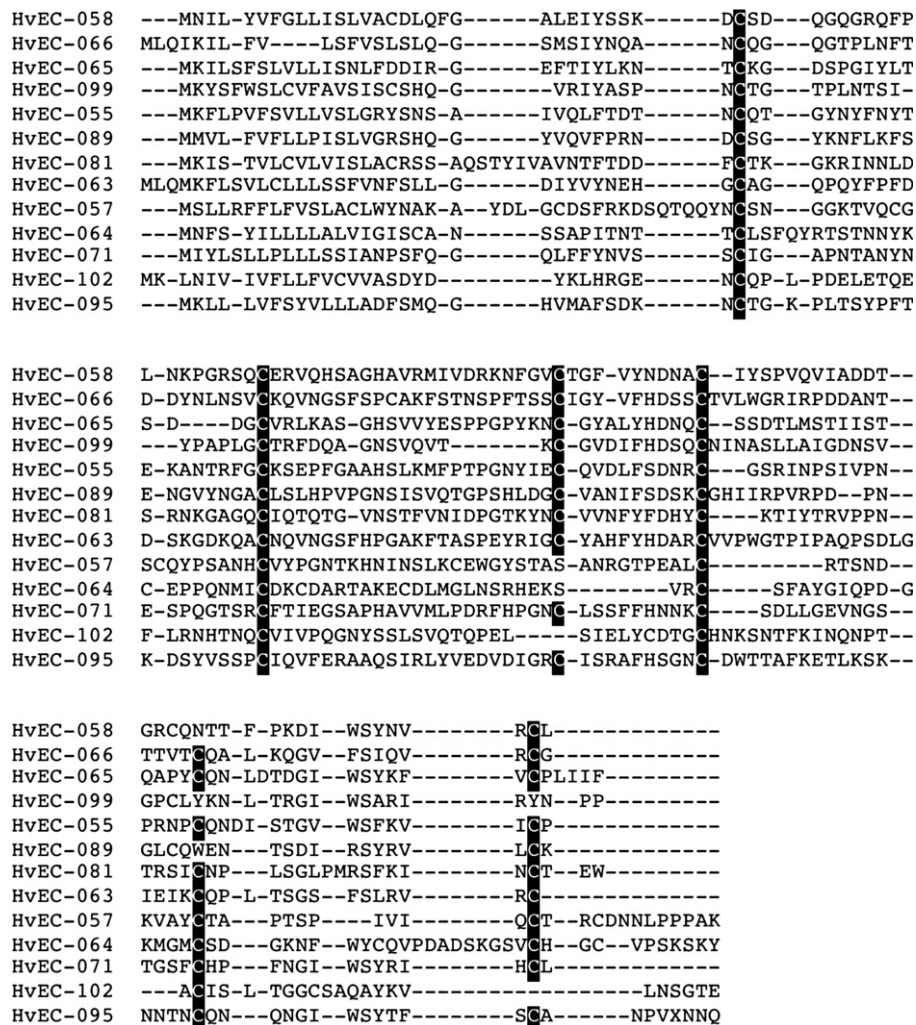 HvEC-058 ---MNIL-YVFGLLISLVACDLQFG------ALEIYSSK------DCSD---QGQGRQFP
HvEC-066 MLQIKIL-FV----LSFVSLSLQ-G------SMSIYNQA------NCQG---QGTPLNFT
HvEC-065 ---MKILSFSLVLLISNLFDDIR-G------EFTIYLKN------TCKG---DSPGIYLT
HvEC-099 ---MKYSFWSLCVFAVSISCSHQ-G------VRIYASP------NCTG---TPLNTSI-
HvEC-055 ---MKFLPVFSVLLVSLGRYSNS-A------IVQLFTDT------NCQT---GYNYFNYT
HvEC-089 ---MMVL-FVFLLPISLVGRSHQ-G------VYVQVFPRN-----DCSG---YKNFLKFS
HvEC-081 ---MKIS-TVLCVLVISLACRSS-AQSTYIVAVNTFTDD------FCTK---GKRINNLD
HvEC-063 MLQMKFLSVLCLLLSSFVNFSLL-G------DIYVYNEH------GCAG---QPQYFPFD
HvEC-057 ---MSLLRFFLFVSLACLWYNAK-A---YDL-GCDSFRKDSQTQQYNCSN---GGKTVQCG
HvEC-064 ---MNFS-YILLLLALVIGISCA-N------SSAPITNT------TCLSFQYRTSTNNYK
HvEC-071 ---MIYLSLLPLLLSSIANPSFQ-G------QLFFYNVS------SCIG---APNTANYN
HvEC-102 MK-LNIV-IVFLLFVCVVASDYD--------YKLHRGE------NCQP-L-PDELETQE
HvEC-095 ---MKLL-LVFSYVLLLADFSMQ-G------HVMAFSDK------NCTG-K-PLTSYPFT
HvEC-058 L-NKPGRSQCERVQHSAGHAVRMIVDRKNFGVCTGF-VYNDNAC---IYSPVQVIADDT--
HvEC-066 D-DYNLNSVCKQVNGSFSPCAKFSTNSPFTSSCIGY-VFHDSSCTVLWGRIRPDDANT--
HvEC-065 S-D----DGCVRLKAS-GHSVVYESPPGPYKNC-GYALYHDNQC---SSDTLMSTIIST--
HvEC-099 ---YPAPLGCTRFDQA-GNSVQVT-------KC-GVDIFHDSQCNINASLLAIGDNSV--
HvEC-055 E-KANTRFGCKSEPFGAAHSLKMFPTPGNYIEC-QVDLFSDNRC----GSRINPSIVPN--
HvEC-089 E-NGVYNGACLSLHPVPGNSISVQTGPSHLDGC-VANIFSDSKCGHIIRPVRPD--PN--
HvEC-081 S-RNKGAGQCIQTQTG-VNSTFVNIDPGTKYNC-VVNFYFDHYC----KTIYTRVPPN--
HvEC-063 D-SKGDKQACNQVNGSFHPGAKFTASPEYRIGC-YAHFYHDARCVVPWGTPIPAQPSDLG
HvEC-057 SCQYPSANHCVYPGNTKHNINSLKCEWGYSTAS-ANRGTPEALC--------RTSND---
HvEC-064 C-EPPQNMICDKCDARTAKECDLMGLNSRHEKS-------VRC-----SFAYGIQPD-G
HvEC-071 E-SPQGTSRCFTIEGSAPHAVVMLPDRFHPGNC-LSSFFHNNKC----SDLLGEVNGS--
HvEC-102 F-LRNHTNQCVIVPQGNYSSLSVQTQPEL------SIELYCDTGCHNKSNTFKINQNPT-
HvEC-095 K-DSYVSSPCIQVFERAAQSIRLYVEDVDIGRC-ISRAFHSGNC-DWTTAFKETLKSK--
HvEC-058 GRCQNTT-F-PKDI--WSYNV--------RCL------------
HvEC-066 TTVTCQA-L-KQGV--FSIQV--------RCG------------
HvEC-065 QAPYCQN-LDTDGI--WSYKF--------VCPLIIF--------
HvEC-099 GPCLYKN-L-TRGI--WSARI--------RYN--PP--------
HvEC-055 PRNPCQNDI-STGV--WSFKV--------ICP------------
HvEC-089 GLCQWEN---TSDI--RSYRV--------LCK------------
HvEC-081 TRSICNP---LSGLPMRSFKI--------NCT--EW--------
HvEC-063 IEIKCQP-L-TSGS--FSLRV--------RC-------------
HvEC-057 KVAYCTA---PTSP----IVI--------QCT--RCDNNLPPPAK
HvEC-064 KMGMCSD---GKNF--WYCQVPDADSKGSVCH--GC--VPSKSKY
HvEC-071 TGSFCHP---FNGI--WSYRI--------HCL------------
HvEC-102 ---ACIS-L-TGGCSAQAYKV----------------LNSGTE
HvEC-095 NNTNCQN---QNGI--WSYTF--------SCA-----NPVXNNQ